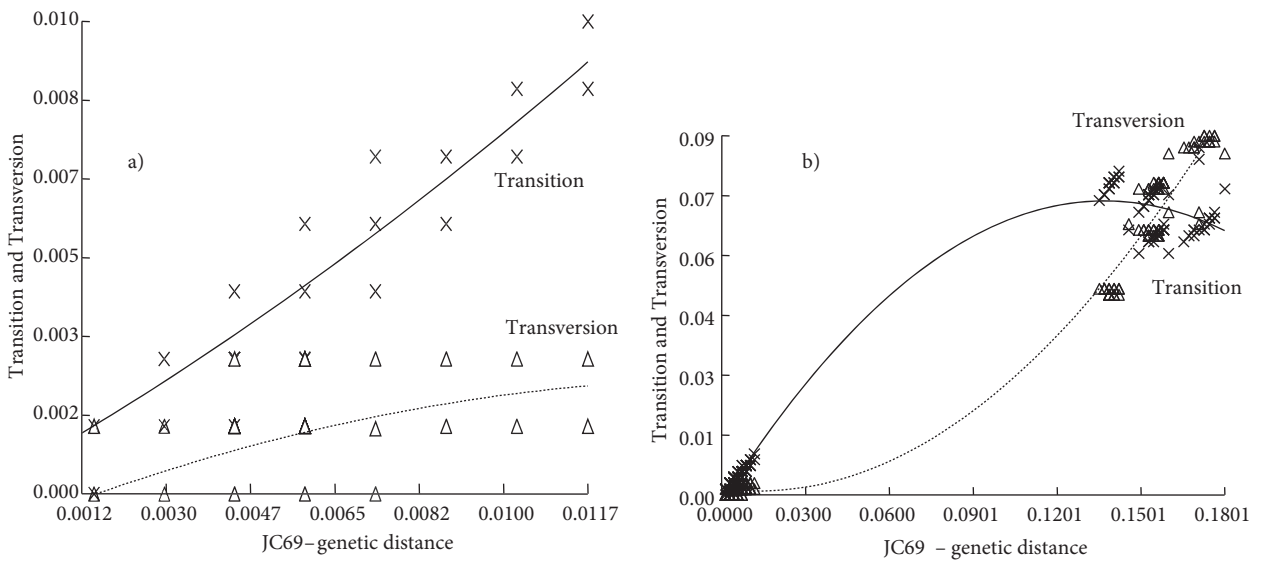 0.010
0.008
0.007
0.005
0.003
0.002
0.000
Transition and Transversion
a)
Transition
Transversion
0.0012 0.0030 0.0047 0.0065 0.0082 0.0100 0.0117
JC69–genetic distance
0.09
0.07
0.06
0.04
0.03
0.01
0.00
Transition and Transversion
b)
Transversion
Transition
0.0000 0.0300 0.0600 0.0901 0.1201 0.1501 0.1801
JC69 – genetic distance